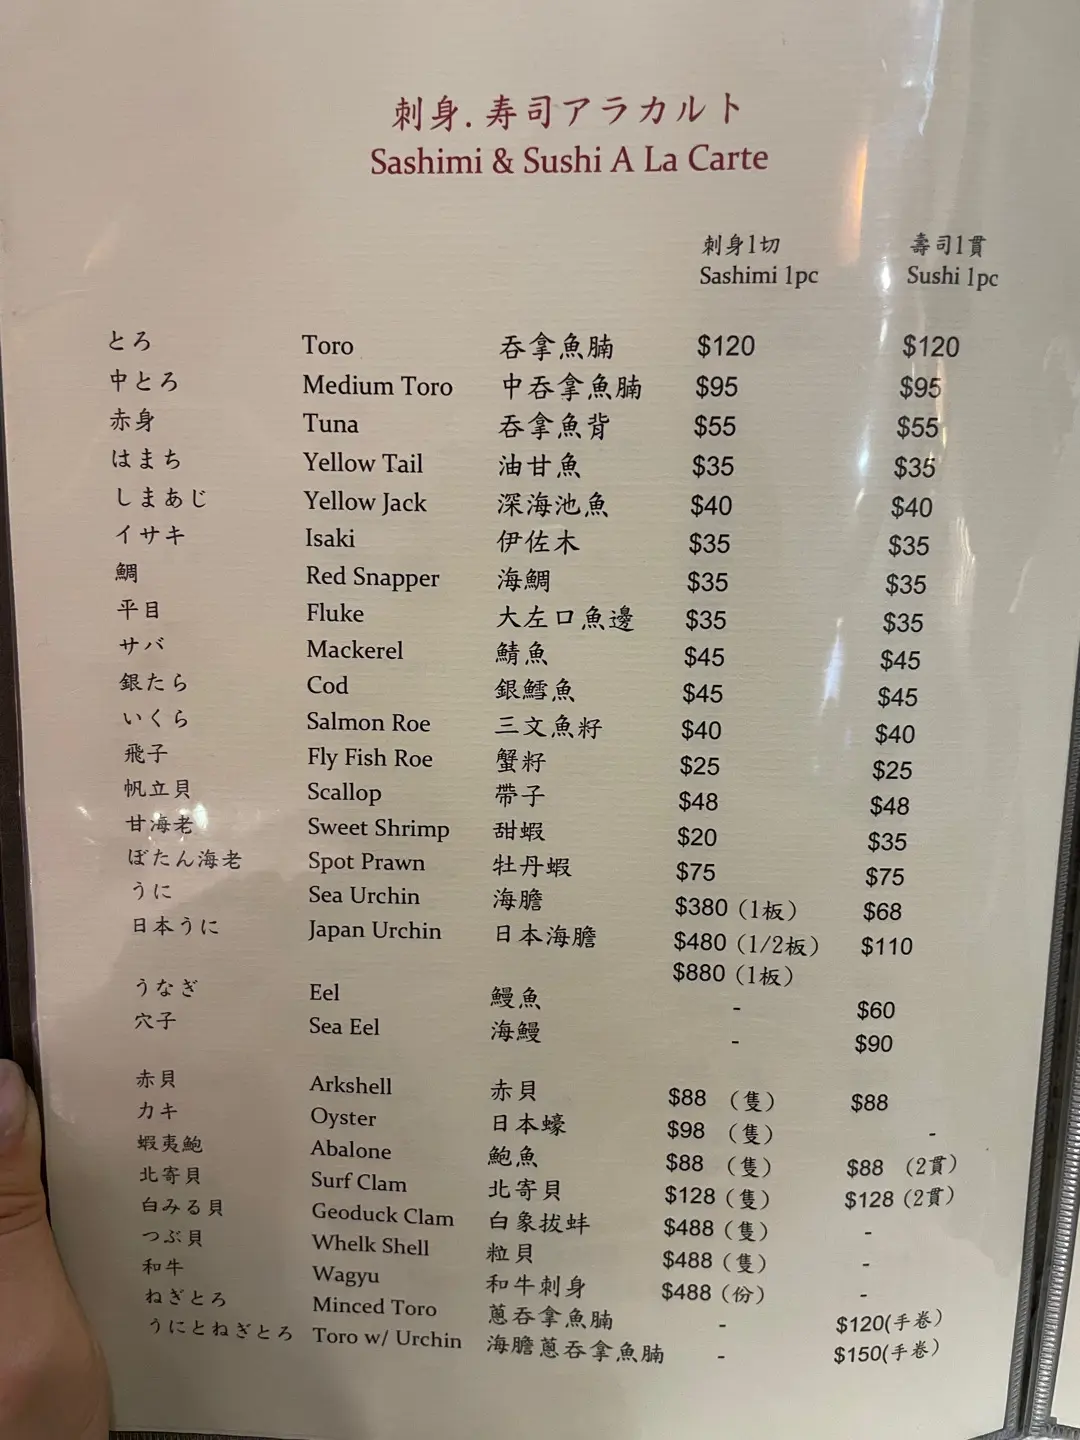 刺身.寿司アラカルト
Sashimi & Sushi A La Carte
刺身1切 壽司1貫
Sashimi 1pc Sushi 1pc
とろ Toro 吞拿魚腩 $120 $120
中とろ Medium Toro 中吞拿魚腩 $95 $95
赤身 Tuna 吞拿魚背 $55 $55
はまち Yellow Tail 油甘魚 $35 $35
しまあじ Yellow Jack 深海池魚 $40 $40
イサキ Isaki 伊佐木 $35 $35
鯛 Red Snapper 海鯛 $35 $35
平目 Fluke 大左口魚邊 $35 $35
サバ Mackerel 鯖魚 $45 $45
銀たら Cod 銀鱈魚 $45 $45
いくら Salmon Roe 三文魚籽 $40 $40
飛子 Fly Fish Roe 蟹籽 $25 $25
帆立貝 Scallop 帶子 $48 $48
甘海老 Sweet Shrimp 甜蝦 $20 $35
ぼたん海老 Spot Prawn 牡丹蝦 $75 $75
うに Sea Urchin 海膽 $380 (1板) $68
日本うに Japan Urchin 日本海膽 $480 (1/2板) $110
$880 (1板)
うなぎ Eel 鰻魚 - $60
穴子 Sea Eel 海鰻 - $90
赤貝 Arkshell 赤貝 $88 (隻) $88
カキ Oyster 日本蠔 $98 (隻) -
蝦夷鮑 Abalone 鮑魚 $88 (隻) $88 (2貫)
北寄貝 Surf Clam 北寄貝 $128 (隻) $128 (2貫)
白みる貝 Geoduck Clam 白象拔蚌 $488 (隻) -
つぶ貝 Whelk Shell 粒貝 $488 (隻) -
和牛 Wagyu 和牛刺身 $488 (份) -
ねぎとろ Minced Toro 蔥吞拿魚腩 - $120(手卷)
うにとねぎとろ Toro w/ Urchin 海膽蔥吞拿魚腩 - $150(手卷)